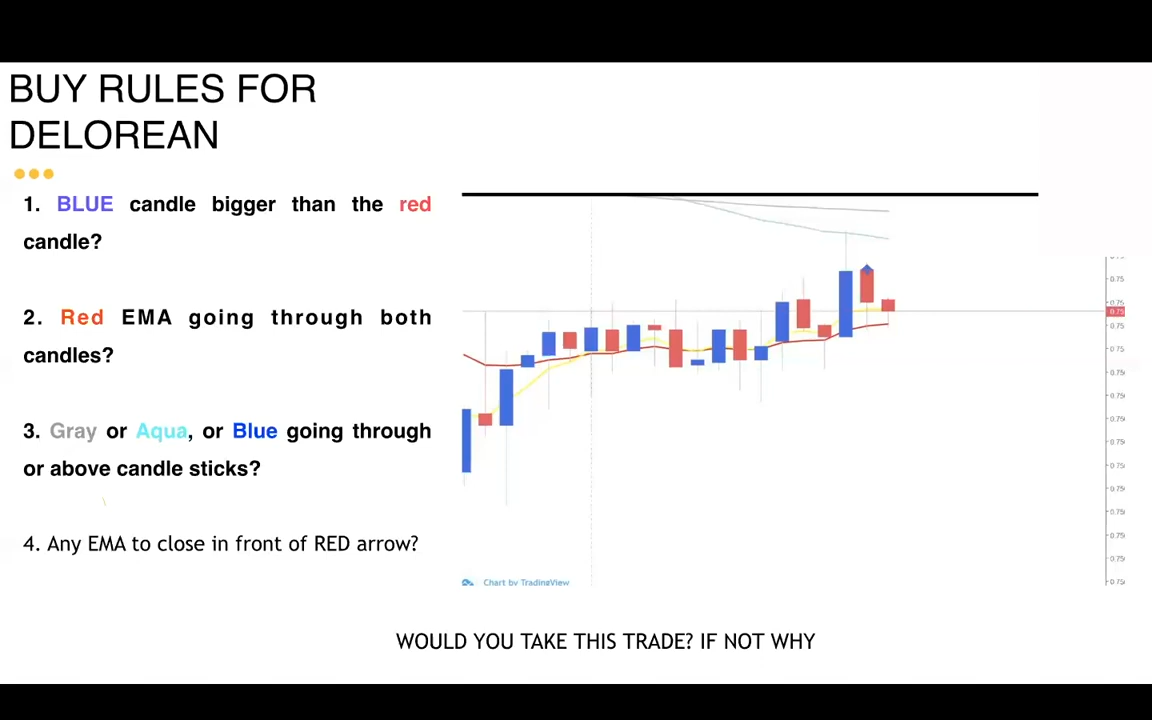 BUY RULES FOR
DELOREAN
1. BLUE candle bigger than the red
candle?
2. Red EMA going through both
candles?
3. Gray or Aqua, or Blue going through
or above candle sticks?
4. Any EMA to close in front of RED arrow?
Chart by TradingView
WOULD YOU TAKE THIS TRADE? IF NOT WHY